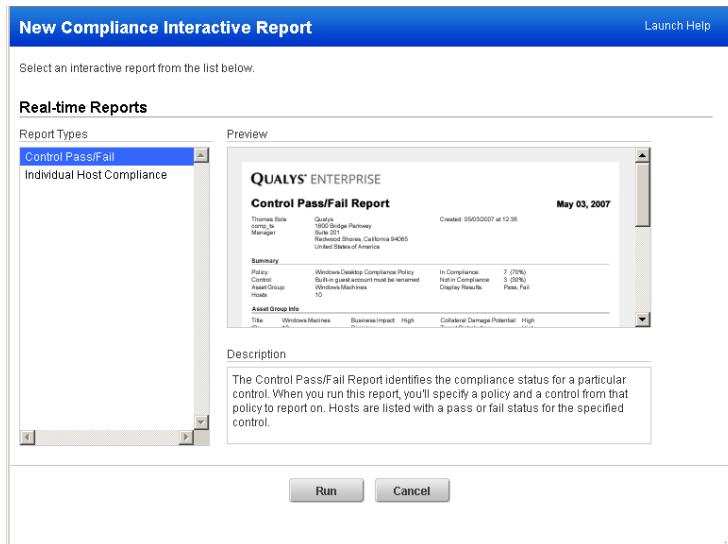 New Compliance Interactive Report
Launch Help
Select an interactive report from the list below.
Real-time Reports
Report Types
Control Pass/Fail
Individual Host Compliance
Preview
QUALYS® ENTERPRISE
Control Pass/Fail Report
May 03, 2007
Thomas Sola
comp_ts
Manager
Qualys
1600 Bridge Parkway
Suite 201
Redwood Shores, California 94065
United States of America
Created: 05/03/2007 at 12:38
Summary
Policy: Windows Desktop Compliance Policy In Compliance: 7 (70%)
Control: Built-in guest account must be renamed Not in Compliance: 3 (30%)
Asset Group: Windows Machines Display Results: Pass, Fail
Hosts: 10
Asset Group Info
Title: Windows Macines Business Impact: High Collateral Damage Potential: High
Description
The Control Pass/Fail Report identifies the compliance status for a particular
control. When you run this report, you'll specify a policy and a control from that
policy to report on. Hosts are listed with a pass or fail status for the specified
control.
Run
Cancel